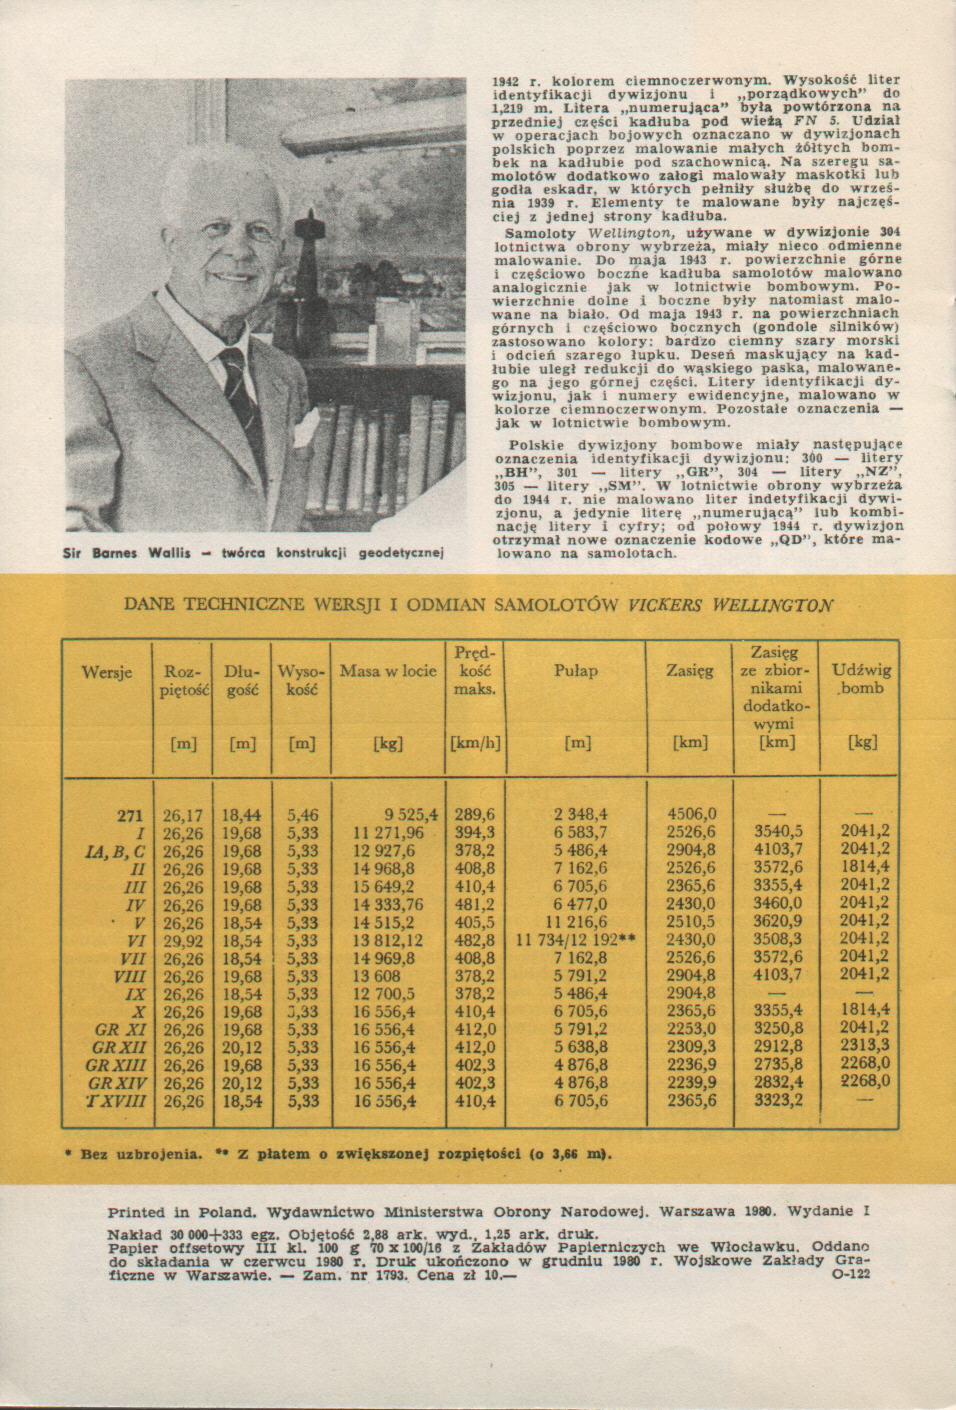 1942 r. kolorem ciemnoczerwonym. Wysokość liter
identyfikacji dywizjonu i „porządkowych” do
1,219 m. Litera „numerująca” była powtórzona na
przedniej części kadłuba pod wieżą FN 5. Udział
w operacjach bojowych oznaczano w dywizjonach
polskich poprzez malowanie małych żółtych bom-
bek na kadłubie pod szachownicą. Na szeregu sa-
molotów dodatkowo załogi malowały maskotki lub
godła eskadr, w których pełniły służbę do wrześ-
nia 1939 r. Elementy te malowane były najczęś-
ciej z jednej strony kadłuba.
Samoloty Wellington, używane w dywizjonie 304
lotnictwa obrony wybrzeża, miały nieco odmienne
malowanie. Do maja 1943 r. powierzchnie górne
i częściowo boczne kadłuba samolotów malowano
analogicznie jak w lotnictwie bombowym. Po-
wierzchnie dolne i boczne były natomiast malo-
wane na biało. Od maja 1943 r. na powierzchniach
górnych i częściowo bocznych (gondole silników)
zastosowano kolory: bardzo ciemny szary morski
i odcień szarego łupku. Deseń maskujący na kad-
łubie uległ redukcji do wąskiego paska, malowane-
go na jego górnej części. Litery identyfikacji dy-
wizjonu, jak i numery ewidencyjne, malowano w
kolorze ciemnoczerwonym. Pozostałe oznaczenia —
jak w lotnictwie bombowym.
Polskie dywizjony bombowe miały następujące
oznaczenia identyfikacji dywizjonu: 300 — litery
„BH”, 301 — litery „GR”, 304 — litery „NZ”,
305 — litery „SM”. W lotnictwie obrony wybrzeża
do 1944 r. nie malowano liter indetyfikacji dywi-
zjonu, a jedynie literę „numerującą” lub kombi-
nację litery i cyfry; od połowy 1944 r. dywizjon
otrzymał nowe oznaczenie kodowe „QD”, które ma-
lowano na samolotach.
Sir Barnes Wallis — twórca konstrukcji geodetycznej
DANE TECHNICZNE WERSJI I ODMIAN SAMOLOTÓW VICKERS WELLINGTON
Wersje Roz-piętość [m] Dłu-gość [m] Wyso-kość [m] Masa w locie [kg] Pręd-kość maks. [km/h] Pułap [m] Zasięg [km] Zasięg ze zbior-nikami dodatko-wymi [km] Udźwig bomb [kg]
271 26,17 18,44 5,46 9 525,4 289,6 2 348,4 4506,0 — —
I 26,26 19,68 5,33 11 271,96 394,3 6 583,7 2526,6 3540,5 2041,2
IA, B, C 26,26 19,68 5,33 12 927,6 378,2 5 486,4 2904,8 4103,7 2041,2
II 26,26 19,68 5,33 14 968,8 408,8 7 162,6 2526,6 3572,6 1814,4
III 26,26 19,68 5,33 15 649,2 410,4 6 705,6 2365,6 3355,4 2041,2
IV 26,26 19,68 5,33 14 333,76 481,2 6 477,0 2430,0 3460,0 2041,2
V 26,26 18,54 5,33 14 515,2 405,5 11 216,6 2510,5 3620,9 2041,2
VI 29,92 18,54 5,33 13 812,12 482,8 11 734/12 192** 2430,0 3508,3 2041,2
VII 26,26 18,54 5,33 14 969,8 408,8 7 162,8 2526,6 3572,6 2041,2
VIII 26,26 19,68 5,33 13 608 378,2 5 791,2 2904,8 4103,7 2041,2
IX 26,26 18,54 5,33 12 700,5 378,2 5 486,4 2904,8 — —
X 26,26 19,68 5,33 16 556,4 410,4 6 705,6 2365,6 3355,4 1814,4
GR XI 26,26 19,68 5,33 16 556,4 412,0 5 791,2 2253,0 3250,8 2041,2
GR XII 26,26 20,12 5,33 16 556,4 412,0 5 638,8 2309,3 2912,8 2313,3
GR XIII 26,26 19,68 5,33 16 556,4 402,3 4 876,8 2236,9 2735,8 2268,0
GR XIV 26,26 20,12 5,33 16 556,4 402,3 4 876,8 2239,9 2832,4 2268,0
T XVIII 26,26 18,54 5,33 16 556,4 410,4 6 705,6 2365,6 3323,2 —
* Bez uzbrojenia. ** Z płatem o zwiększonej rozpiętości (o 3,66 m).
Printed in Poland. Wydawnictwo Ministerstwa Obrony Narodowej. Warszawa 1980. Wydanie I
Nakład 30 000+333 egz. Objętość 2,88 ark. wyd., 1,25 ark. druk.
Papier offsetowy III kl. 100 g 70 x 100/16 z Zakładów Papierniczych we Włocławku. Oddano
do składania w czerwcu 1980 r. Druk ukończono w grudniu 1980 r. Wojskowe Zakłady Gra-
ficzne w Warszawie. — Zam. nr 1793. Cena zł 10.— O-122